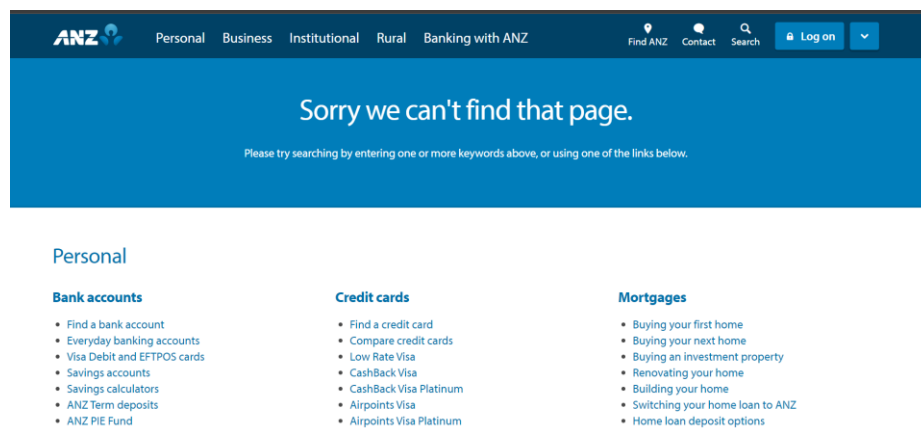 ANZ
Personal Business Institutional Rural Banking with ANZ
Find ANZ Contact Search
Log on
Sorry we can't find that page.
Please try searching by entering one or more keywords above, or using one of the links below.
Personal
Bank accounts
• Find a bank account
• Everyday banking accounts
• Visa Debit and EFTPOS cards
• Savings accounts
• Savings calculators
• ANZ Term deposits
• ANZ PIE Fund
Credit cards
• Find a credit card
• Compare credit cards
• Low Rate Visa
• CashBack Visa
• CashBack Visa Platinum
• Airpoints Visa
• Airpoints Visa Platinum
Mortgages
• Buying your first home
• Buying your next home
• Buying an investment property
• Renovating your home
• Building your home
• Switching your home loan to ANZ
• Home loan deposit options